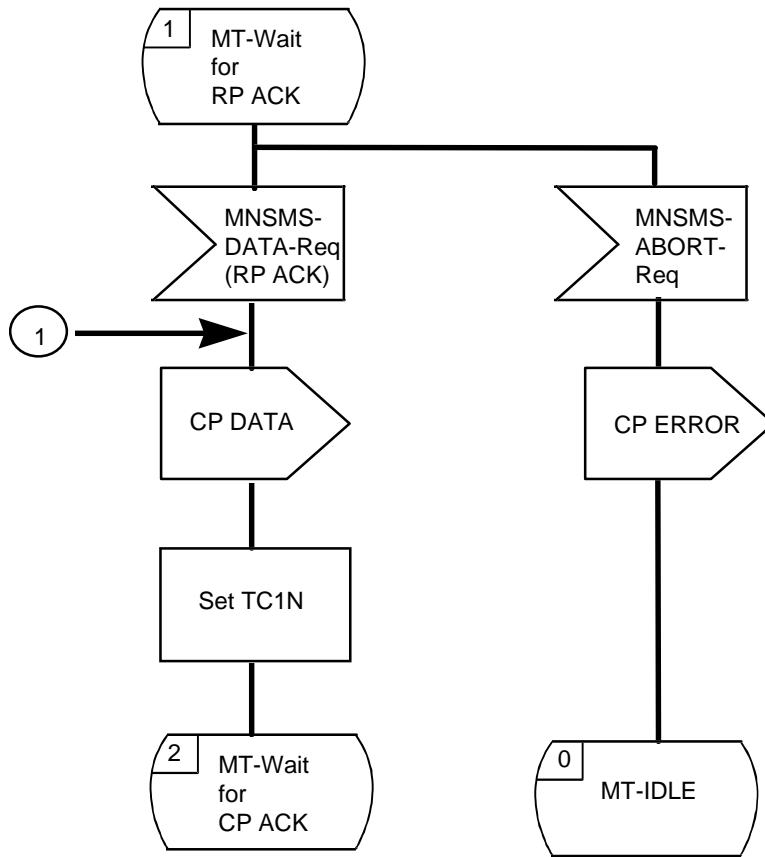 1
MT-Wait
for
RP ACK
MNSMS-
DATA-Req
(RP ACK)
MNSMS-
ABORT-
Req
1
CP DATA
CP ERROR
Set TC1N
2
MT-Wait
for
CP ACK
0
MT-IDLE